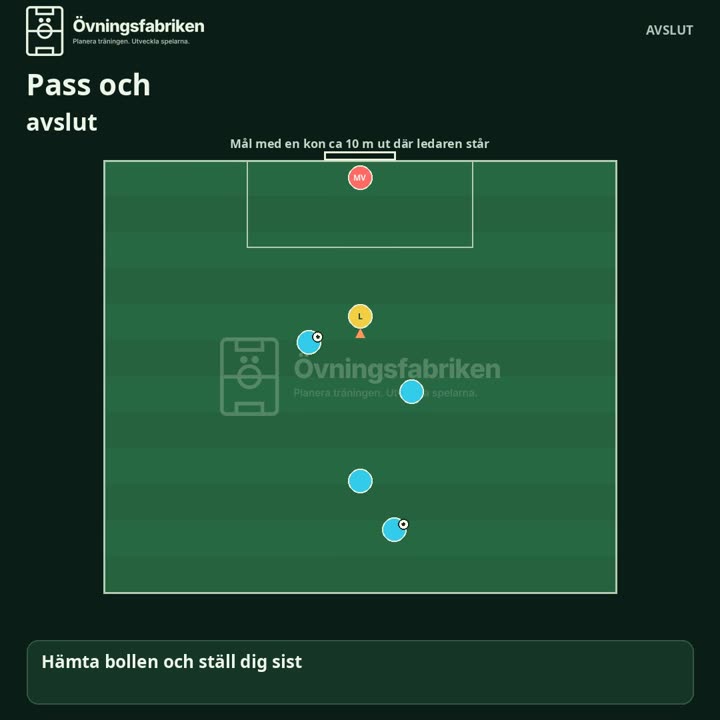 Övningsfabriken
Planera träningen. Utveckla spelarna.
AVSLUT
Pass och
avslut
Mål med en kon ca 10 m ut där ledaren står
MV
L
Övningsfabriken
Planera träningen. Ut a spelarna.
Hämta bollen och ställ dig sist